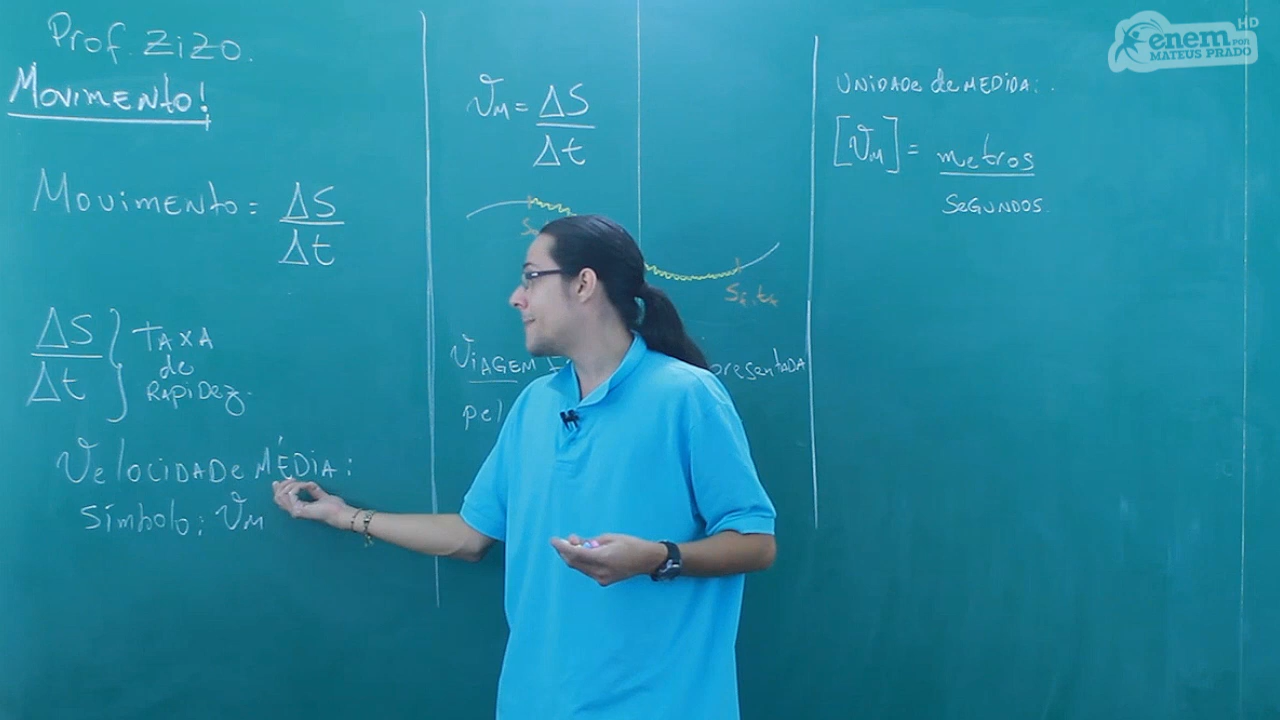 Prof. Zizo.
Movimento!
Movimento = ΔS
Δt
ΔS
Δt
Taxa
de
Rapidez.
Velocidade Média:
Símbolo: Vm
Vm = ΔS
Δt
Viagem
pel
presentada
Unidade de medida:.
[Vm] = metros
segundos.
enem HD
por
MATEUS PRADO